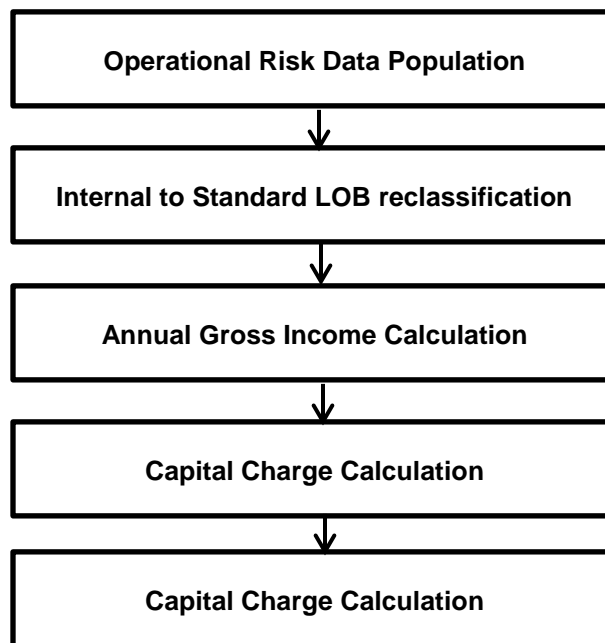 Operational Risk Data Population
Internal to Standard LOB reclassification
Annual Gross Income Calculation
Capital Charge Calculation
Capital Charge Calculation